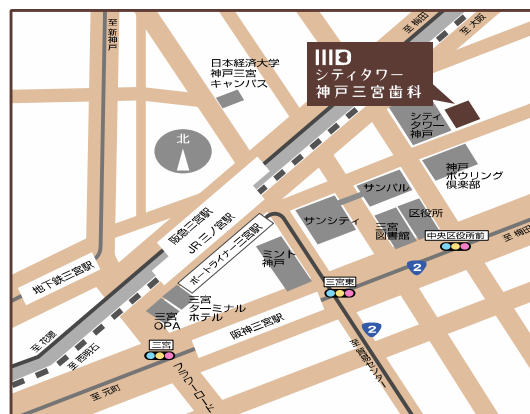 至新神戸
至梅田
至大阪
日本経済大学
神戸三宮
キャンパス
シティタワー
神戸三宮歯科
シティ
タワー
神戸
北
神戸
ボウリング
倶楽部
サンパル
区役所
サンシティ
三宮
図書館
中央区役所前
至梅田
阪急三宮駅
JR三ノ宮駅
ポートライナー三宮駅
ミント
神戸
2
地下鉄三宮駅
三宮東
三宮
ターミナル
ホテル
三宮
OPA
阪神三宮駅
2
至花隈
至西明石
三宮
至元町
フラワーロード
至貿易センター